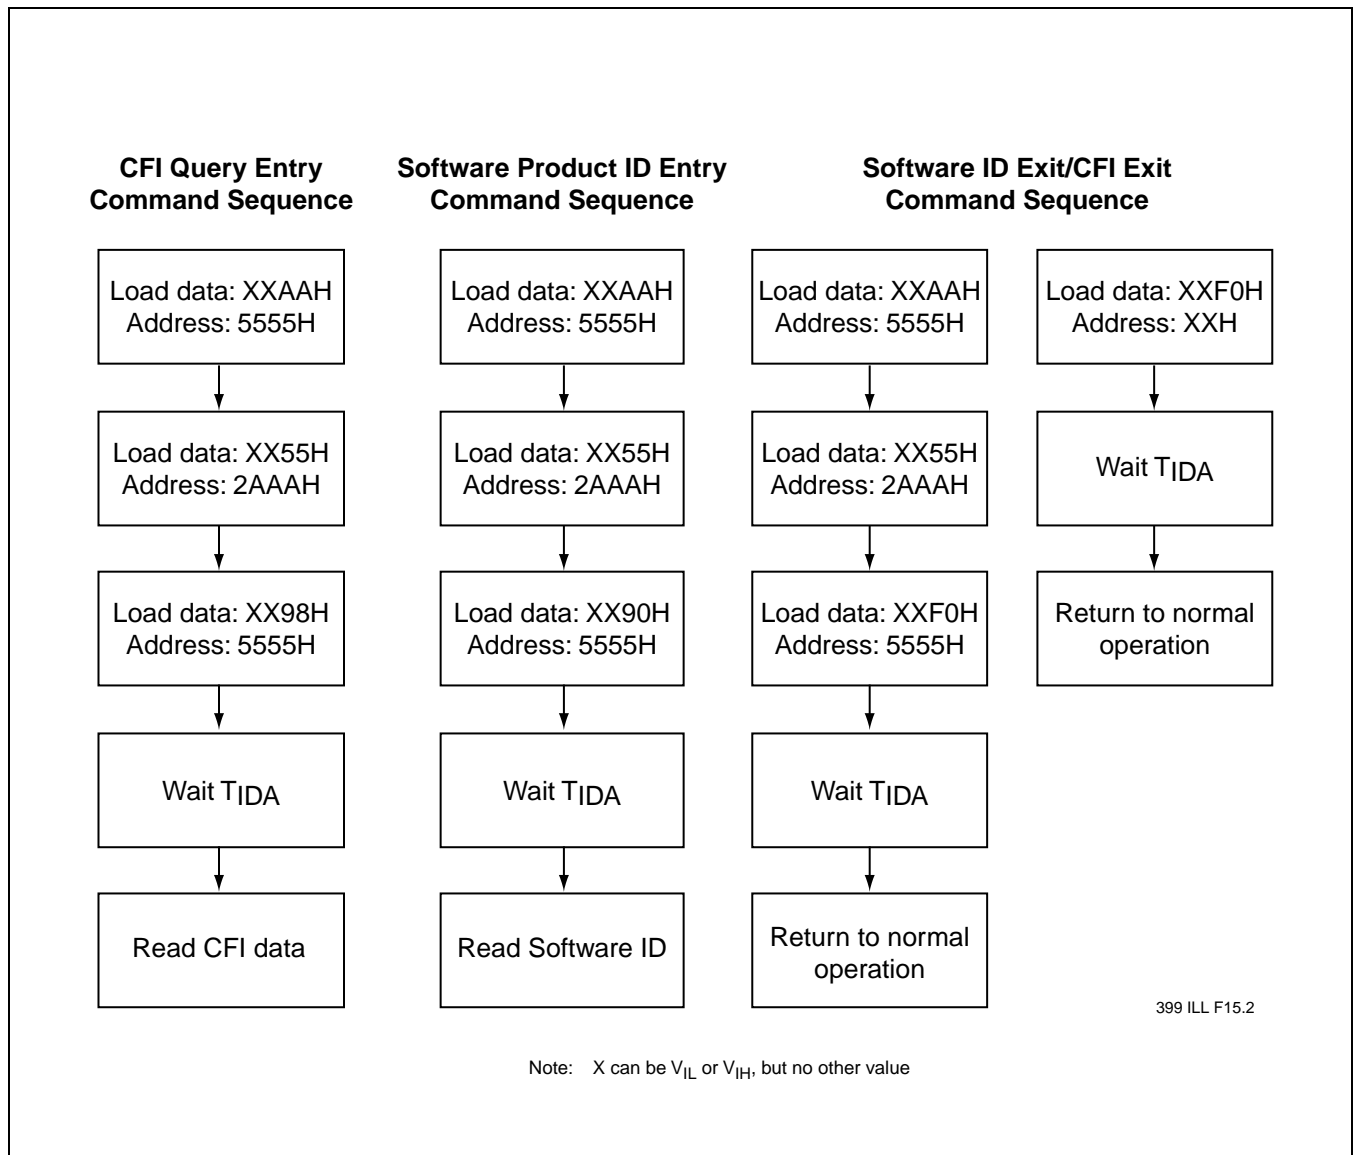 CFI Query Entry
Command Sequence
Load data: XXAAH
Address: 5555H
Load data: XX55H
Address: 2AAAH
Load data: XX98H
Address: 5555H
Wait TIDA
Read CFI data
Software Product ID Entry
Command Sequence
Load data: XXAAH
Address: 5555H
Load data: XX55H
Address: 2AAAH
Load data: XX90H
Address: 5555H
Wait TIDA
Read Software ID
Software ID Exit/CFI Exit
Command Sequence
Load data: XXAAH
Address: 5555H
Load data: XX55H
Address: 2AAAH
Load data: XXF0H
Address: 5555H
Wait TIDA
Return to normal
operation
Load data: XXF0H
Address: XXH
Wait TIDA
Return to normal
operation
399 ILL F15.2
Note: X can be VIL or VIH, but no other value